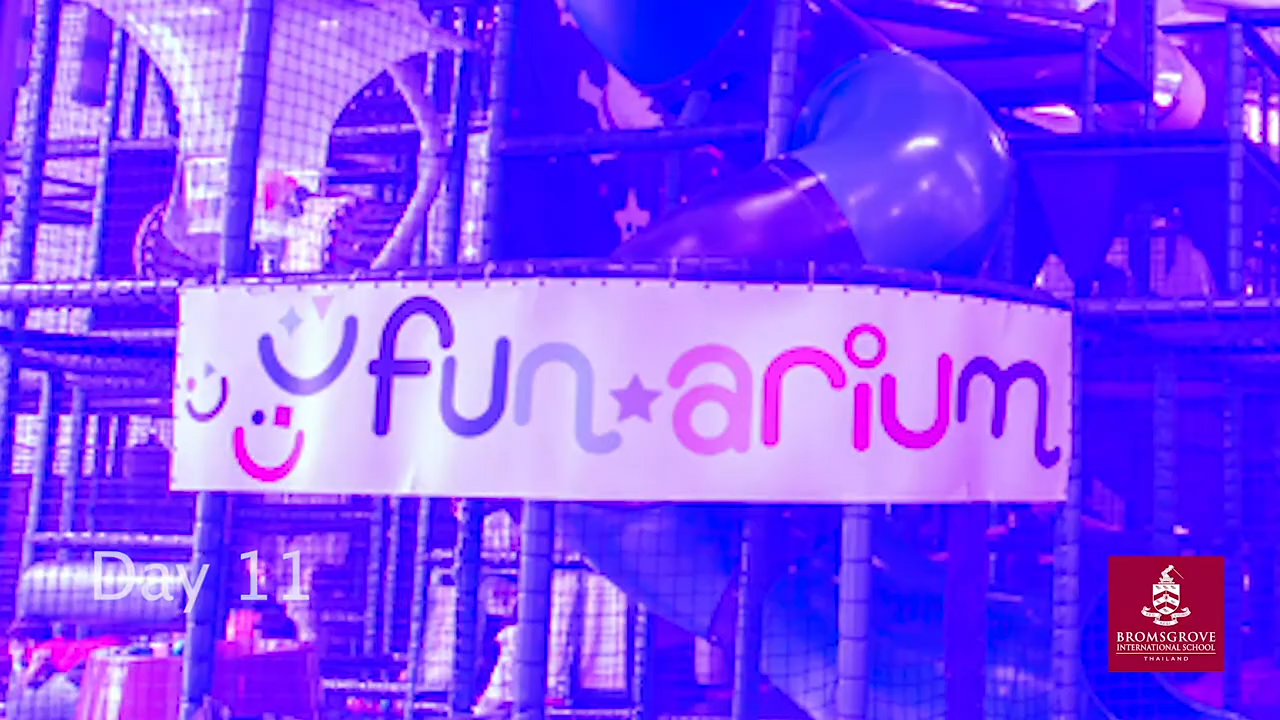 fun★arium
Day 11
BROMSGROVE
INTERNATIONAL SCHOOL
THAILAND